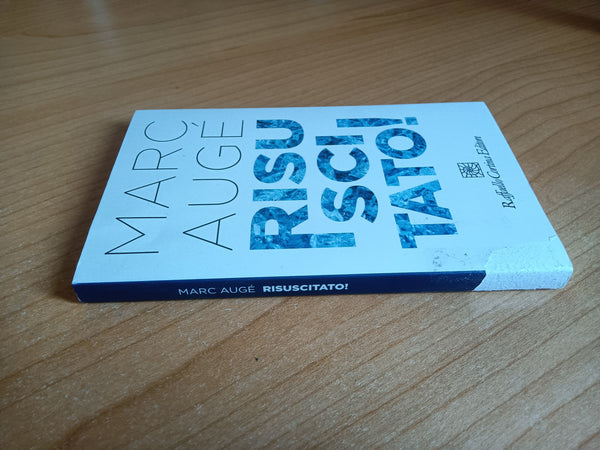 MARC
AUGÉ
RISU
SCI
TATO!
Raffaello Cortina Editore
MARC AUGÉ RISUSCITATO!